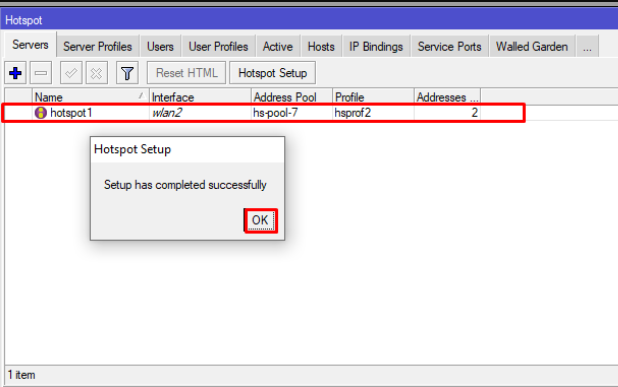 Hotspot
Servers Server Profiles Users User Profiles Active Hosts IP Bindings Service Ports Walled Garden ...
Reset HTML Hotspot Setup
Name Interface Address Pool Profile Addresses ...
hotspot1 wlan2 hs-pool-7 hsprof2 2
Hotspot Setup
Setup has completed successfully
OK
1 item